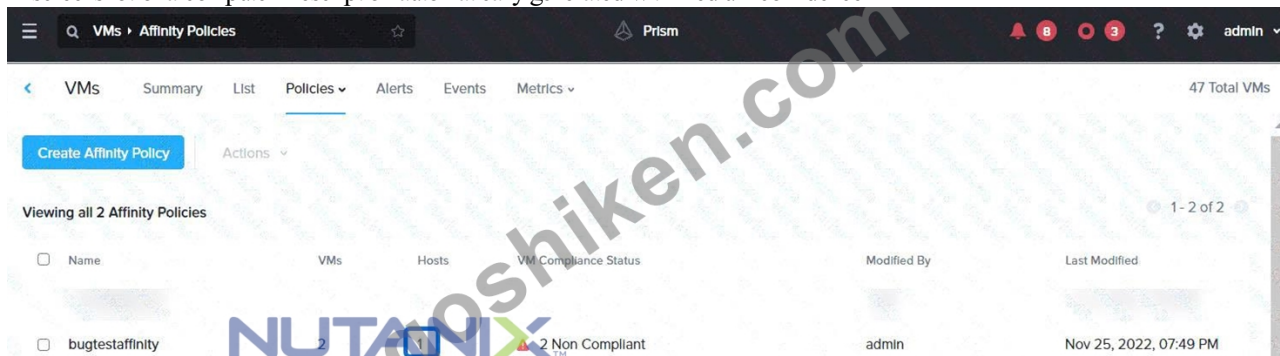 VMs › Affinity Policies
Prism
8
3
?
admin
VMs
Summary
List
Policies
Alerts
Events
Metrics
47 Total VMs
Create Affinity Policy
Actions
Viewing all 2 Affinity Policies
1 - 2 of 2
Name
VMs
Hosts
VM Compliance Status
Modified By
Last Modified
bugtestaffinity
2
1
2 Non Compliant
admin
Nov 25, 2022, 07:49 PM
NUTANIX
TM
goshiken.com